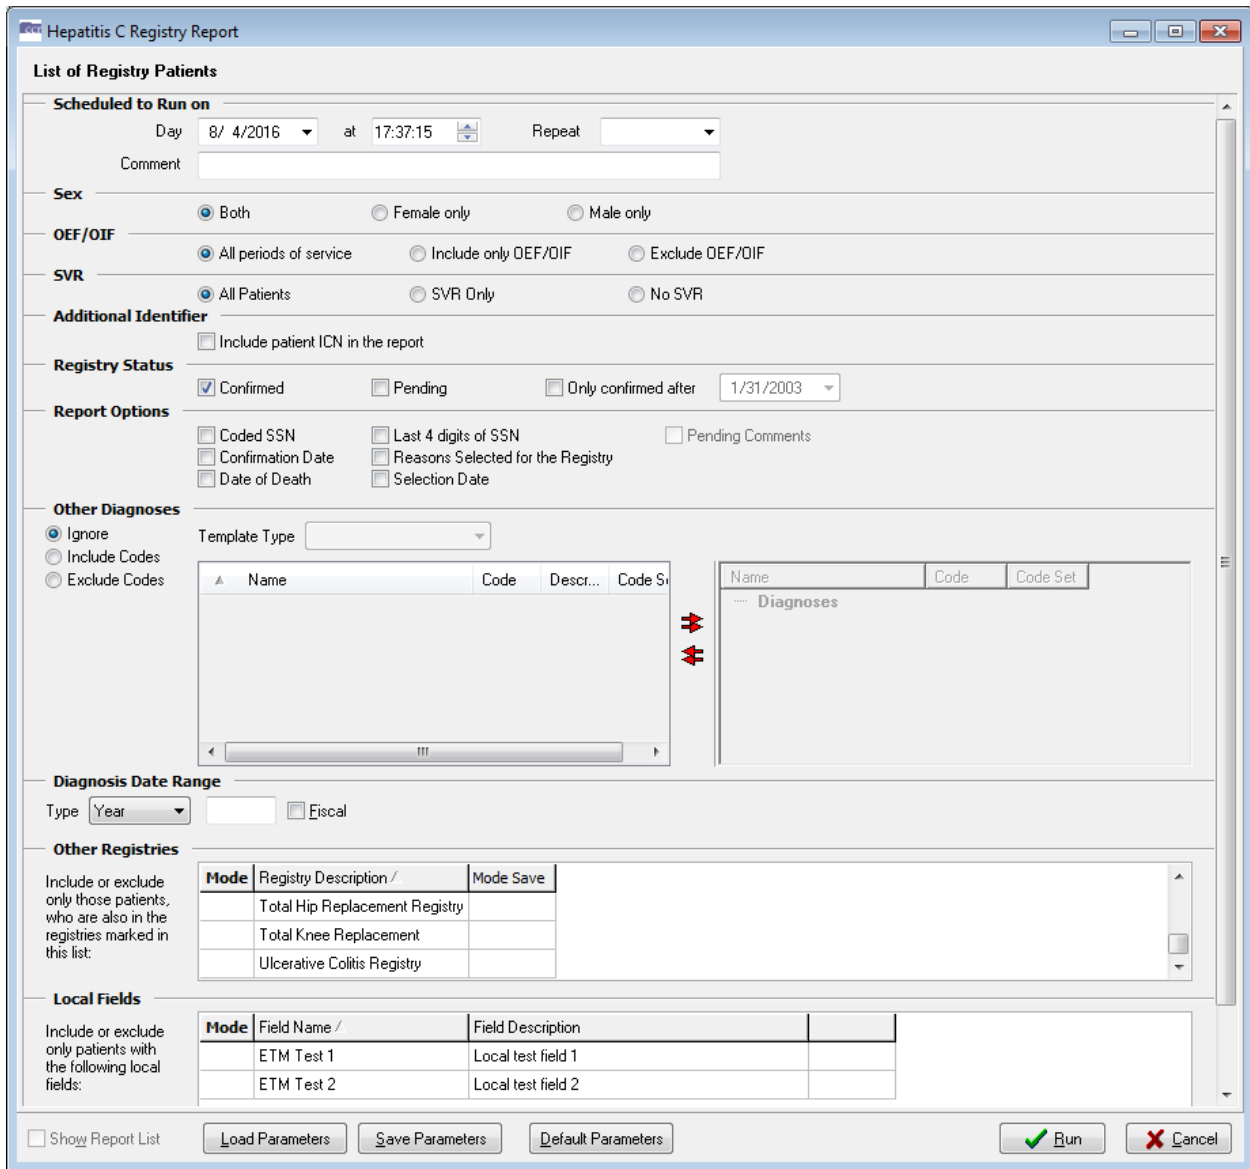 CCR Hepatitis C Registry Report
List of Registry Patients
Scheduled to Run on
Day 8/ 4/2016 at 17:37:15 Repeat
Comment
Sex
Both Female only Male only
OEF/OIF
All periods of service Include only OEF/OIF Exclude OEF/OIF
SVR
All Patients SVR Only No SVR
Additional Identifier
Include patient ICN in the report
Registry Status
Confirmed Pending Only confirmed after 1/31/2003
Report Options
Coded SSN Last 4 digits of SSN Pending Comments
Confirmation Date Reasons Selected for the Registry
Date of Death Selection Date
Other Diagnoses
Ignore Template Type
Include Codes
Exclude Codes
Name Code Descr... Code S
Name Code Code Set
Diagnoses
Diagnosis Date Range
Type Year Fiscal
Other Registries
Include or exclude
only those patients,
who are also in the
registries marked in
this list:
Mode Registry Description Mode Save
Total Hip Replacement Registry
Total Knee Replacement
Ulcerative Colitis Registry
Local Fields
Include or exclude
only patients with
the following local
fields:
Mode Field Name Field Description
ETM Test 1 Local test field 1
ETM Test 2 Local test field 2
Show Report List Load Parameters Save Parameters Default Parameters Run Cancel